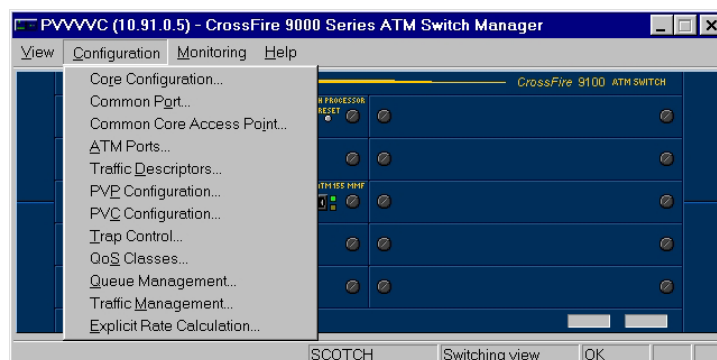 PVVVVC (10.91.0.5) - CrossFire 9000 Series ATM Switch Manager
View Configuration Monitoring Help
Core Configuration...
Common Port...
Common Core Access Point...
ATM Ports...
Traffic Descriptors...
PVP Configuration...
PVC Configuration...
Trap Control...
QoS Classes...
Queue Management...
Traffic Management...
Explicit Rate Calculation...
CrossFire 9100 ATM SWITCH
PROCESSOR
RESET
ATM155 MMF
SCOTCH Switching view OK